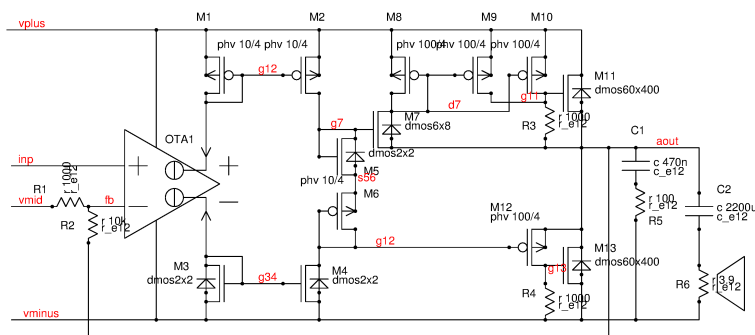 M1
M2
M8
M9
M10
vplus
phv 10/4
phv 10/4
phv 100/4
phv 100/4
phv 10/4
g12
M11
dmos60x400
g11
d7
g7
M7
dmos6x8
R3
r 1000
r_e12
C1
aout
OTA1
dmos2x2
M5
c 470n
c_e12
C2
inp
s56
phv 10/4
M6
R1
r 1000
r_e12
r 100
r_e12
c 2200u
c_e12
vmid
fb
R2
r 10k
r_e12
M12
phv 100/4
R5
g12
M13
dmos60x400
M3
dmos2x2
g34
M4
dmos2x2
g13
r 3.9
r_e12
R6
R4
r 1000
r_e12
vminus